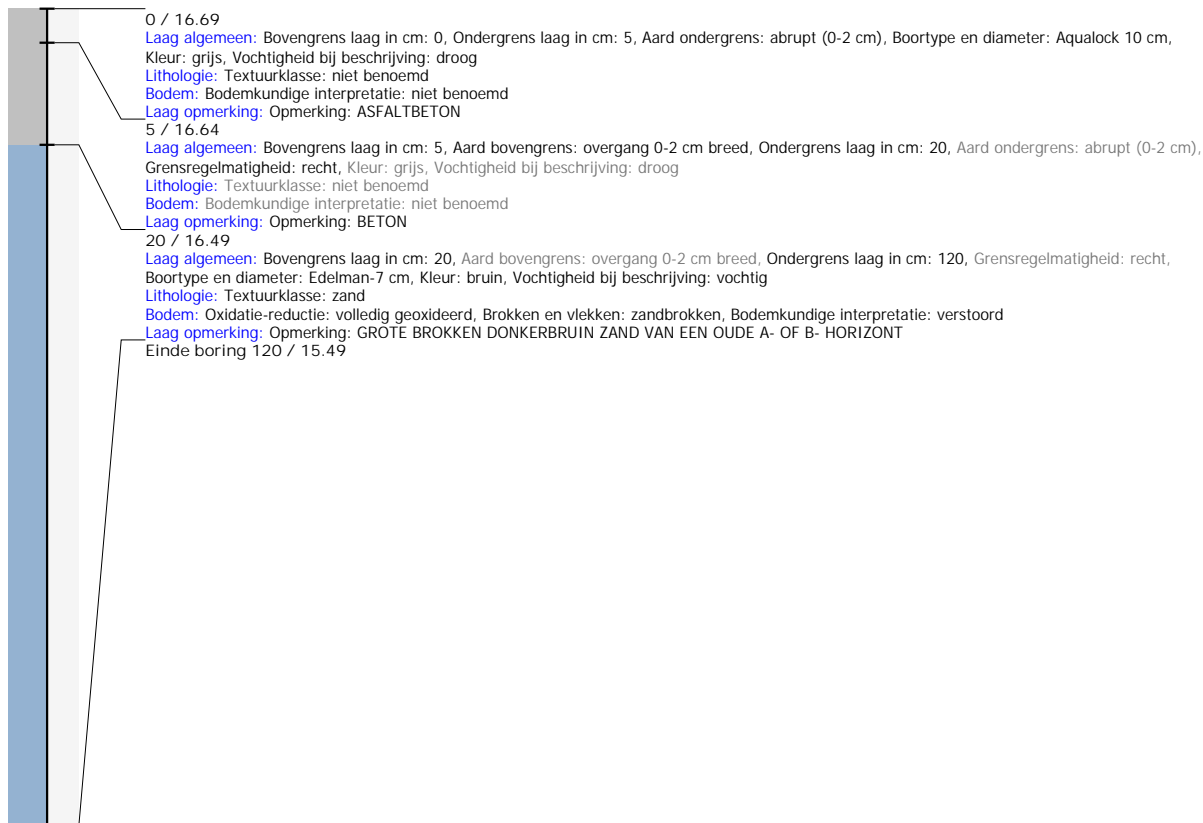 0 / 16.69
Laag algemeen: Bovengrens laag in cm: 0, Ondergrens laag in cm: 5, Aard ondergrens: abrupt (0-2 cm), Boortype en diameter: Aqualock 10 cm,
Kleur: grijs, Vochtigheid bij beschrijving: droog
Lithologie: Textuurklasse: niet benoemd
Bodem: Bodemkundige interpretatie: niet benoemd
Laag opmerking: Opmerking: ASFALTBETON
5 / 16.64
Laag algemeen: Bovengrens laag in cm: 5, Aard bovengrens: overgang 0-2 cm breed, Ondergrens laag in cm: 20, Aard ondergrens: abrupt (0-2 cm),
Grensregelmatigheid: recht, Kleur: grijs, Vochtigheid bij beschrijving: droog
Lithologie: Textuurklasse: niet benoemd
Bodem: Bodemkundige interpretatie: niet benoemd
Laag opmerking: Opmerking: BETON
20 / 16.49
Laag algemeen: Bovengrens laag in cm: 20, Aard bovengrens: overgang 0-2 cm breed, Ondergrens laag in cm: 120, Grensregelmatigheid: recht,
Boortype en diameter: Edelman-7 cm, Kleur: bruin, Vochtigheid bij beschrijving: vochtig
Lithologie: Textuurklasse: zand
Bodem: Oxidatie-reductie: volledig geoxideerd, Brokken en vlekken: zandbrokken, Bodemkundige interpretatie: verstoord
Laag opmerking: Opmerking: GROTE BROKKEN DONKERBRUIN ZAND VAN EEN OUDE A- OF B- HORIZONT
Einde boring 120 / 15.49